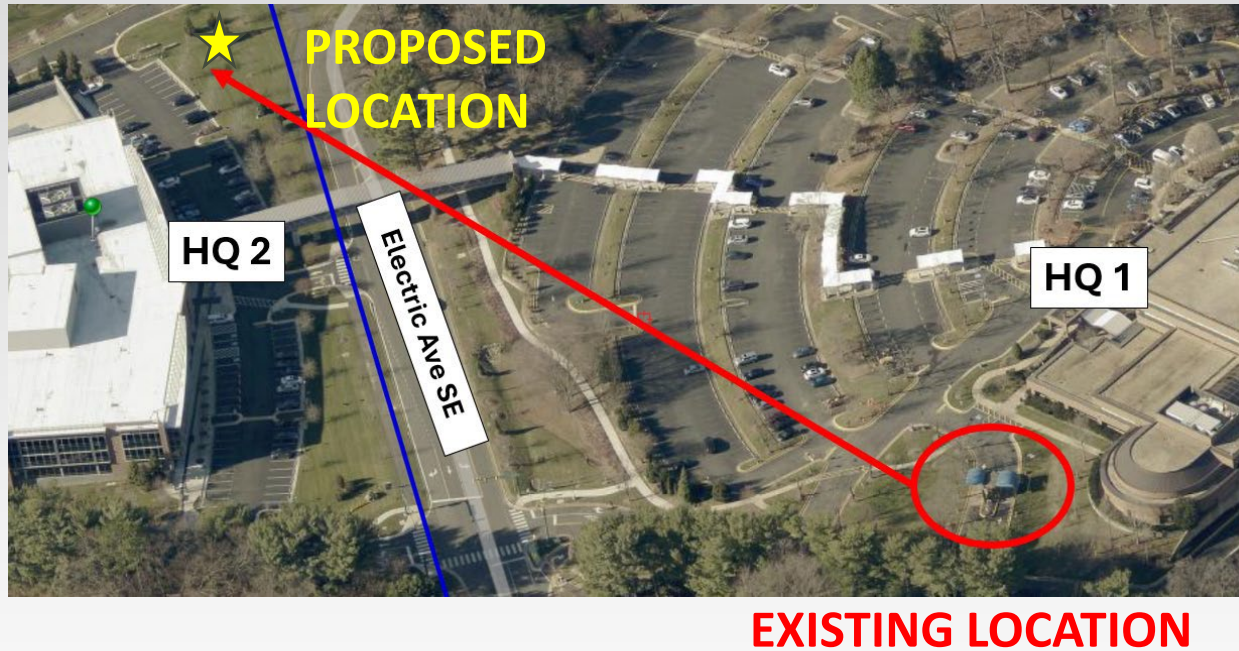 PROPOSED
LOCATION
HQ 2
Electric Ave SE
HQ 1
EXISTING LOCATION